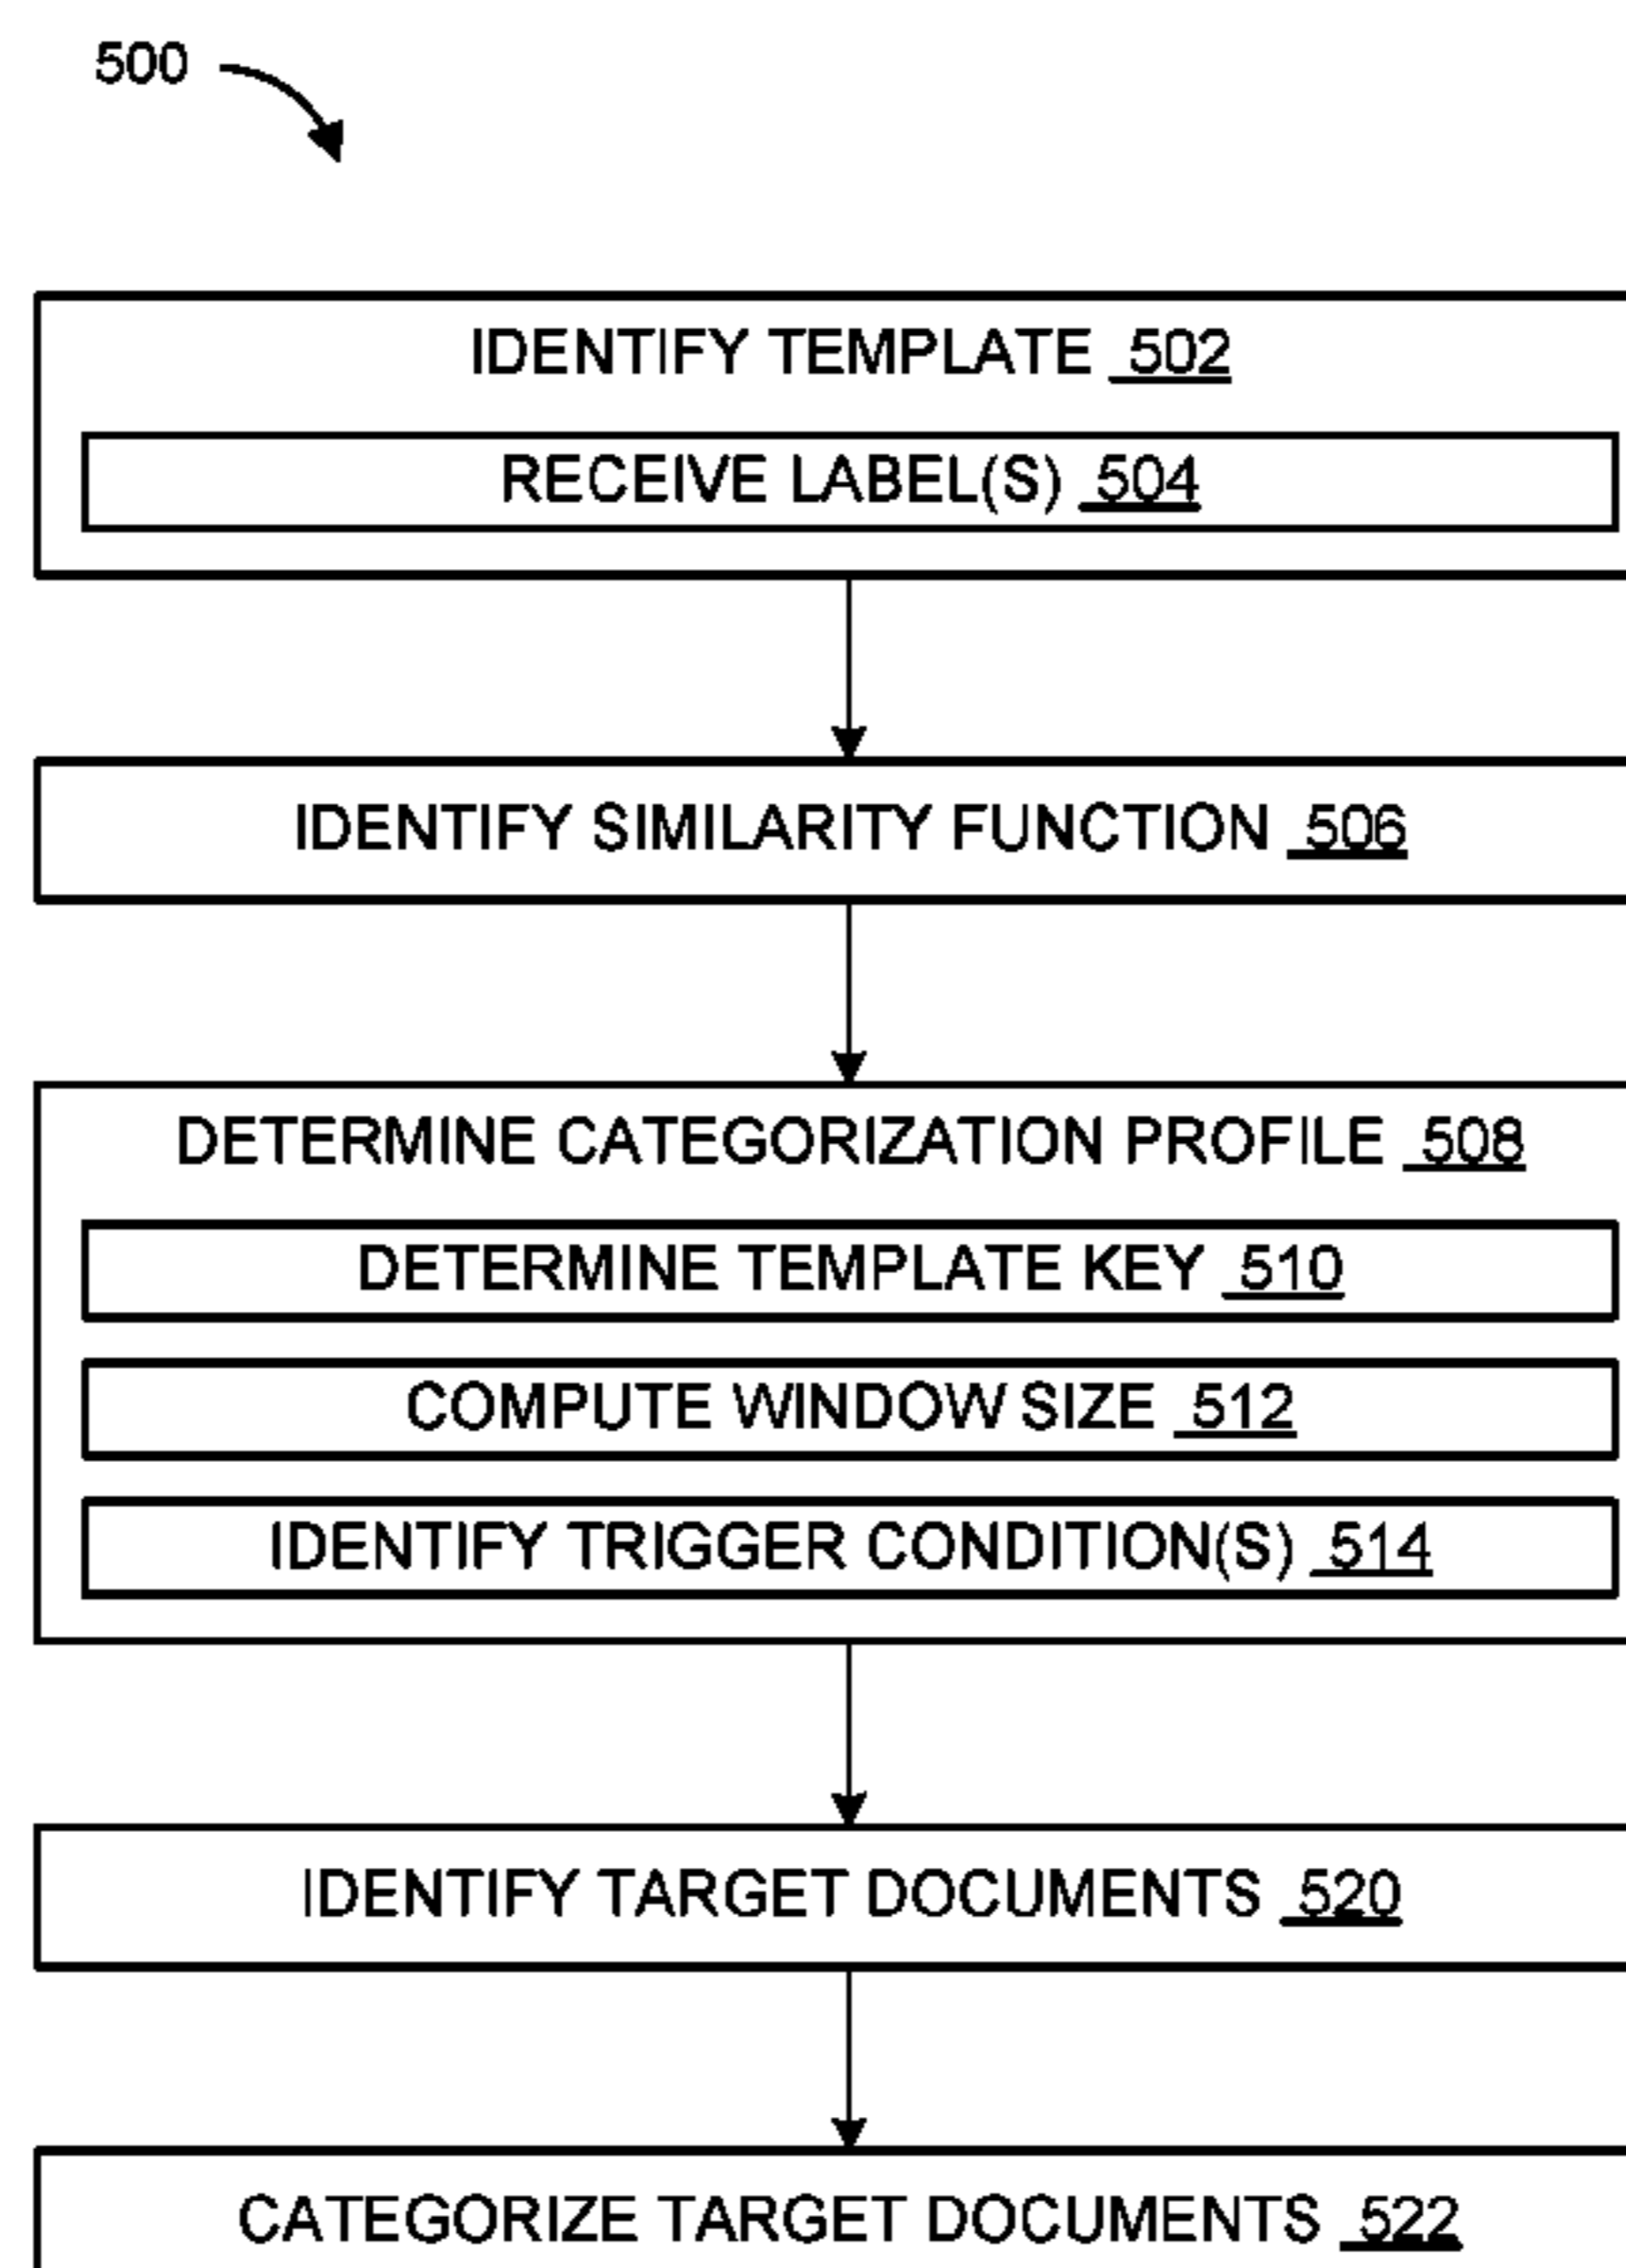 500
IDENTIFY TEMPLATE 502
RECEIVE LABEL(S) 504
IDENTIFY SIMILARITY FUNCTION 506
DETERMINE CATEGORIZATION PROFILE 508
DETERMINE TEMPLATE KEY 510
COMPUTE WINDOW SIZE 512
IDENTIFY TRIGGER CONDITION(S) 514
IDENTIFY TARGET DOCUMENTS 520
CATEGORIZE TARGET DOCUMENTS 522